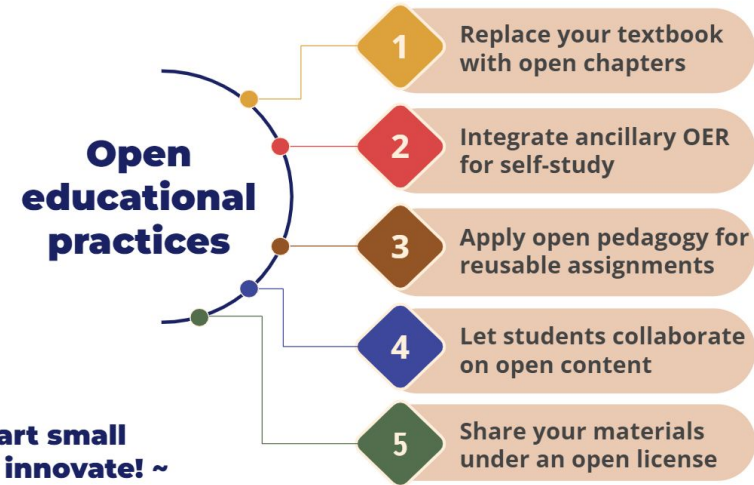 Open
educational
practices
1
Replace your textbook
with open chapters
2
Integrate ancillary OER
for self-study
3
Apply open pedagogy for
reusable assignments
4
Let students collaborate
on open content
5
Share your materials
under an open license
art small
innovate! ~